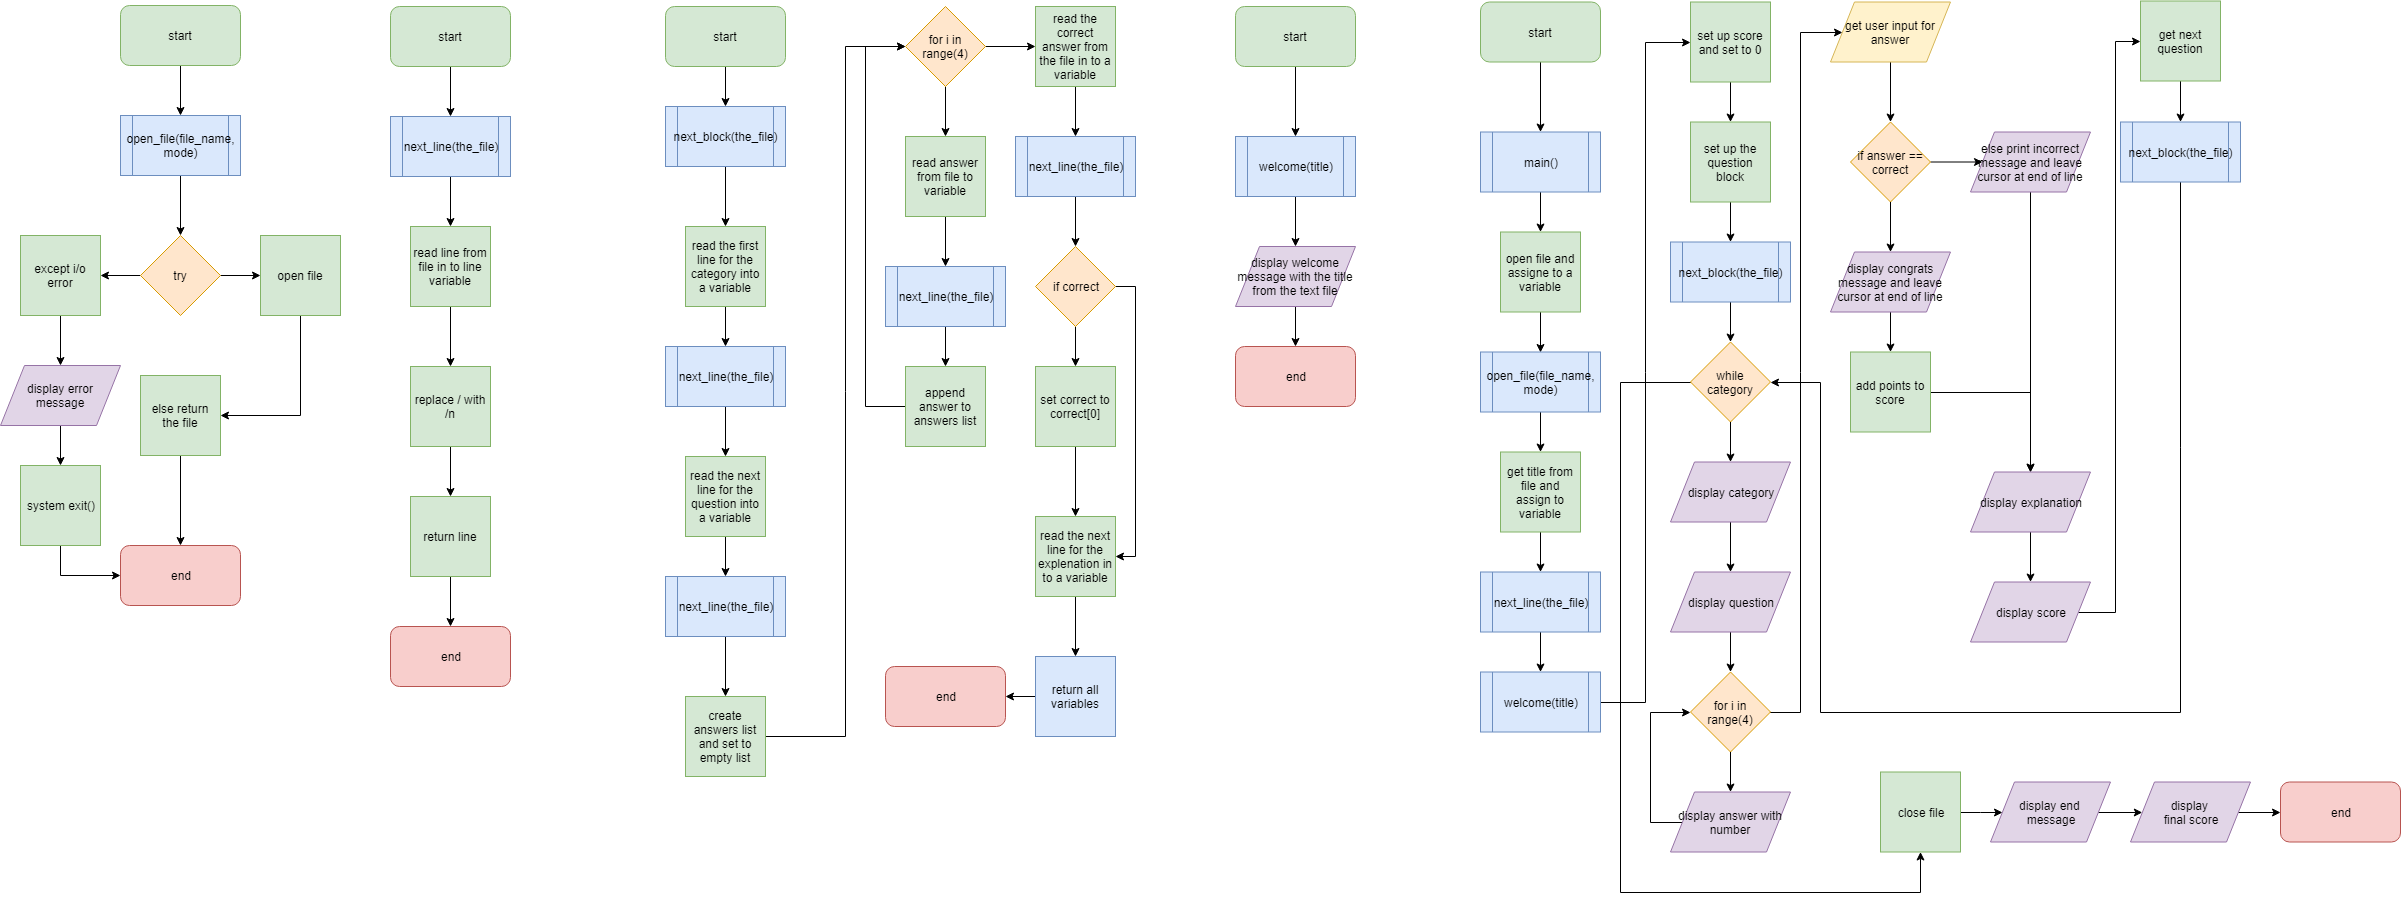 start
open_file(file_name,
mode)
try
except i/o
error
open file
display error
message
else return
the file
system exit()
end
start
next_line(the_file)
read line from
file in to line
variable
replace / with
/n
return line
end
start
next_block(the_file)
read the first
line for the
category into
a variable
next_line(the_file)
read the next
line for the
question into
a variable
next_line(the_file)
create
answers list
and set to
empty list
for i in
range(4)
read answer
from file to
variable
next_line(the_file)
append
answer to
answers list
read the
correct
answer from
the file in to a
variable
next_line(the_file)
if correct
set correct to
correct[0]
read the next
line for the
explenation in
to a variable
return all
variables
end
start
welcome(title)
display welcome
message with the title
from the text file
end
start
main()
open file and
assigne to a
variable
open_file(file_name,
mode)
get title from
file and
assign to
variable
next_line(the_file)
welcome(title)
set up score
and set to 0
set up the
question
block
next_block(the_file)
while
category
display category
display question
for i in
range(4)
display answer with
number
get user input for
answer
if answer ==
correct
else print incorrect
message and leave
cursor at end of line
display congrats
message and leave
cursor at end of line
add points to
score
display explanation
display score
get next
question
next_block(the_file)
close file
display end
message
display
final score
end